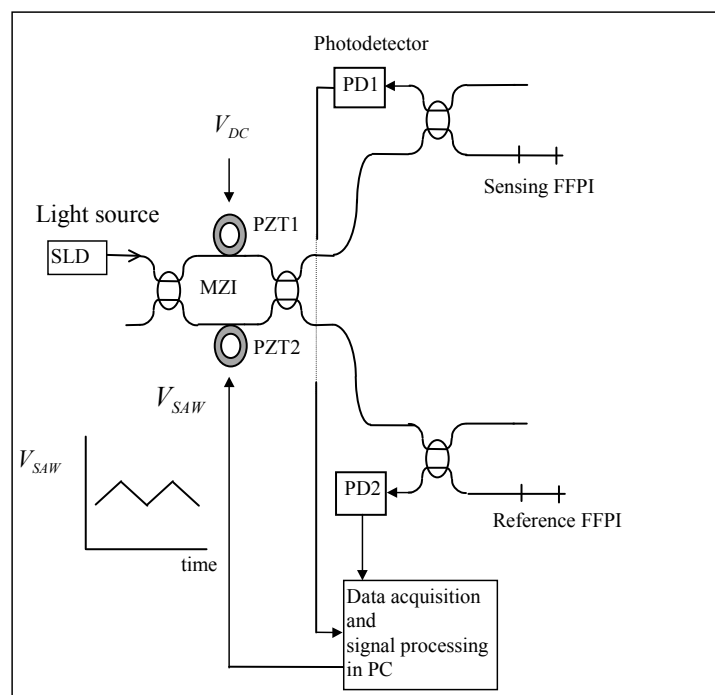 Photodetector
PD1
V_DC
Sensing FFPI
Light source
PZT1
SLD
MZI
PZT2
V_SAW
V_SAW
PD2
Reference FFPI
time
Data acquisition
and
signal processing
in PC